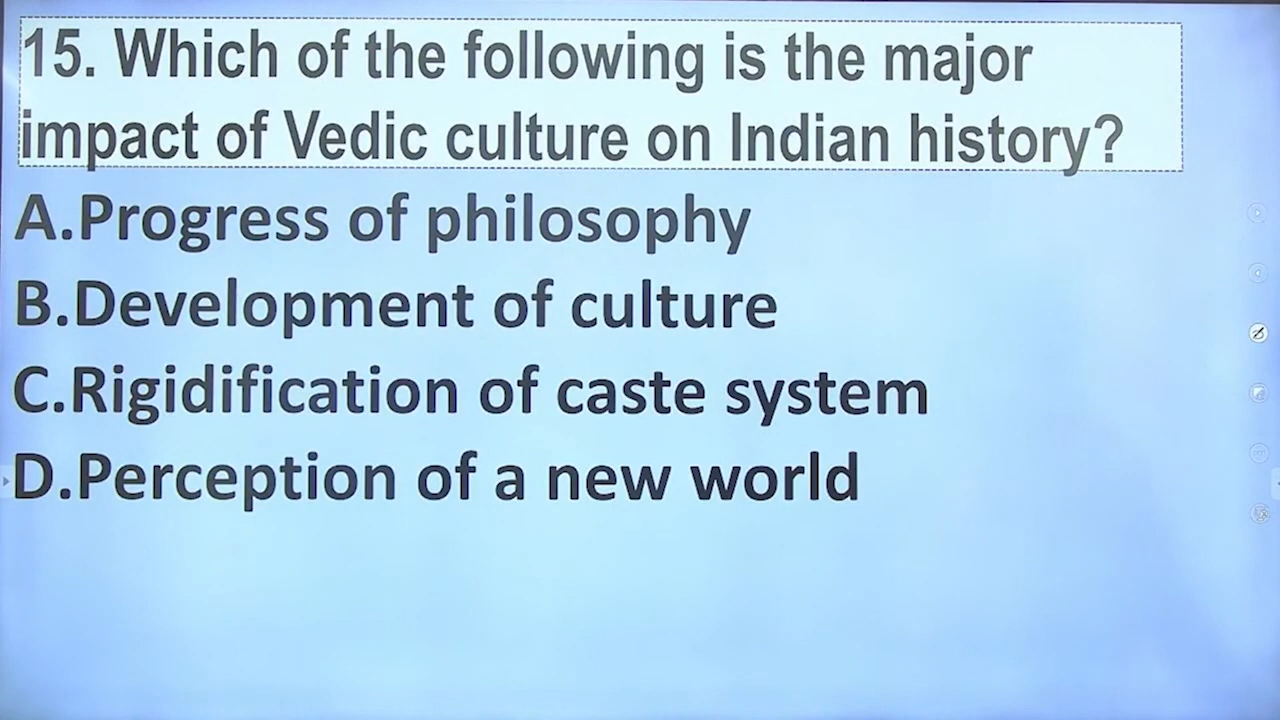 15. Which of the following is the major
impact of Vedic culture on Indian history?
A.Progress of philosophy
B.Development of culture
C.Rigidification of caste system
D.Perception of a new world